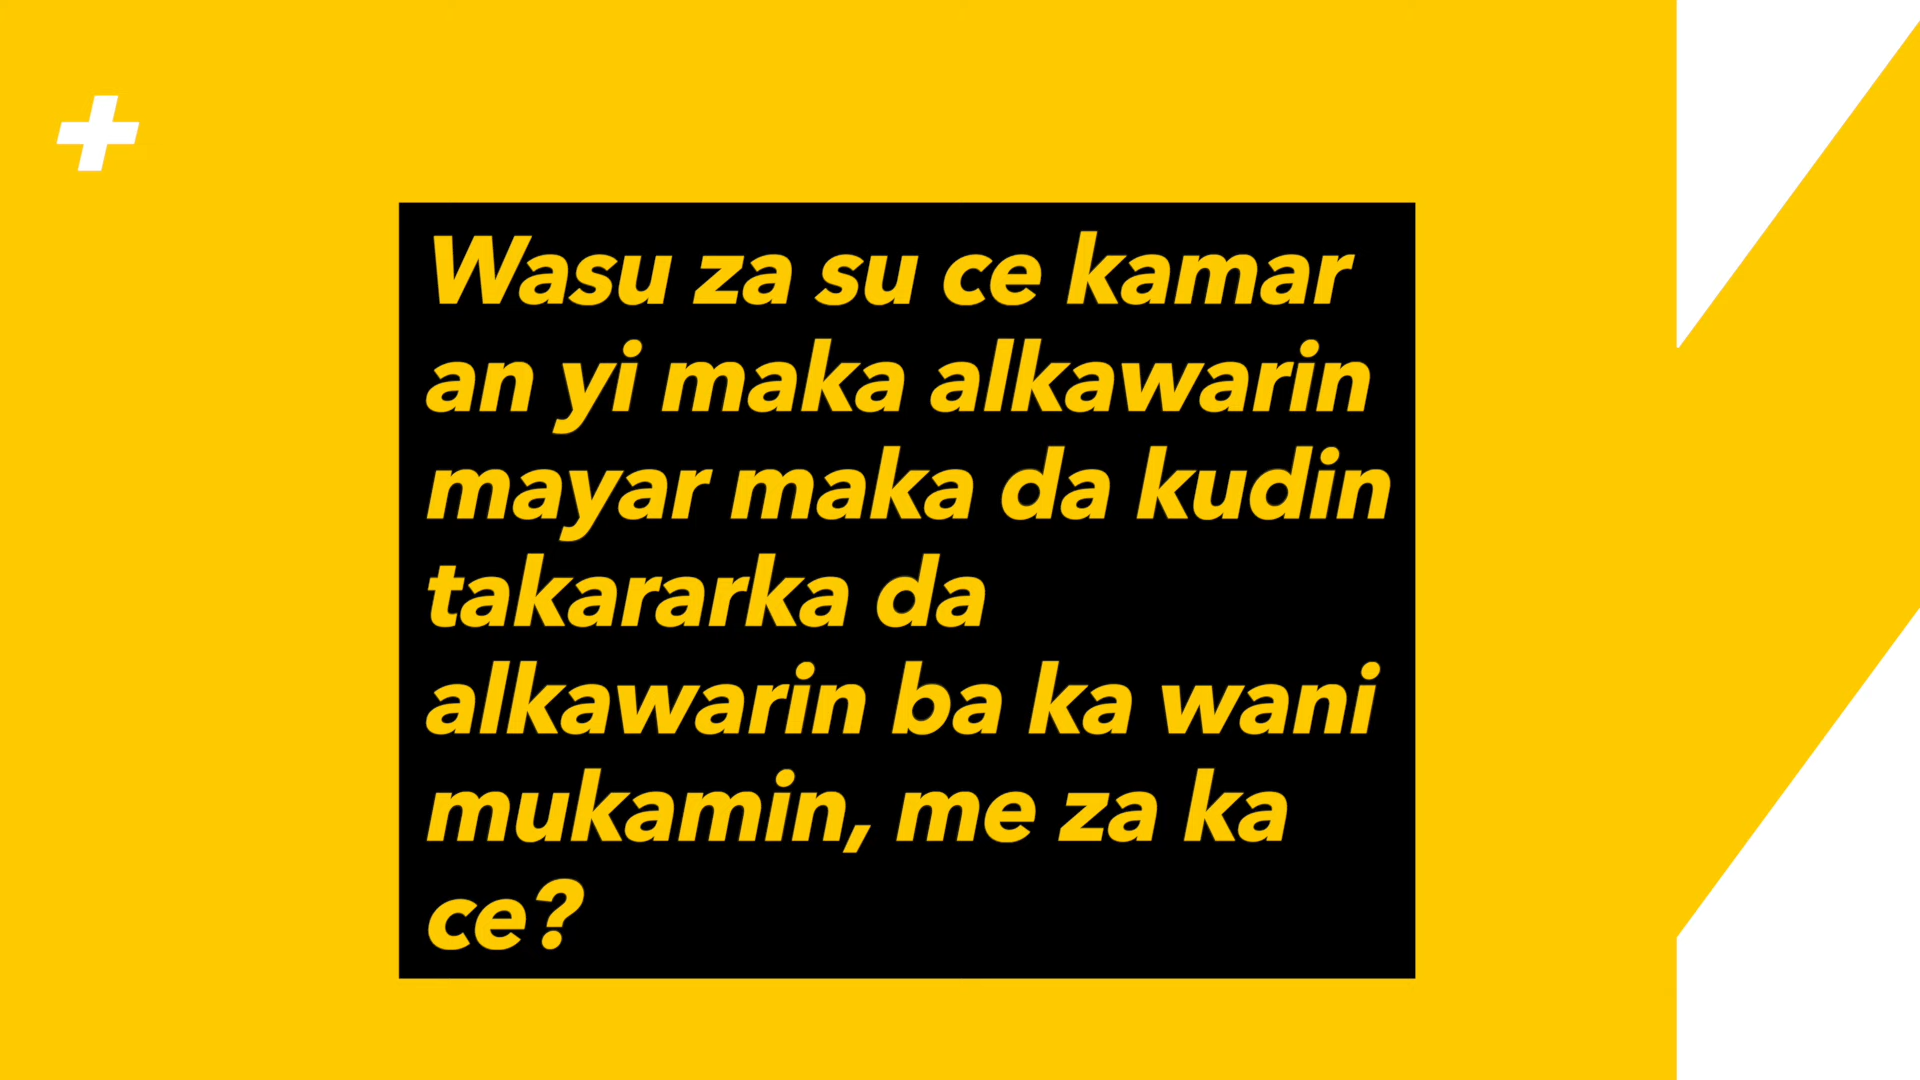 Wasu za su ce kamar
an yi maka alkawarin
mayar maka da kudin
takararka da
alkawarin ba ka wani
mukamin, me za ka
ce?